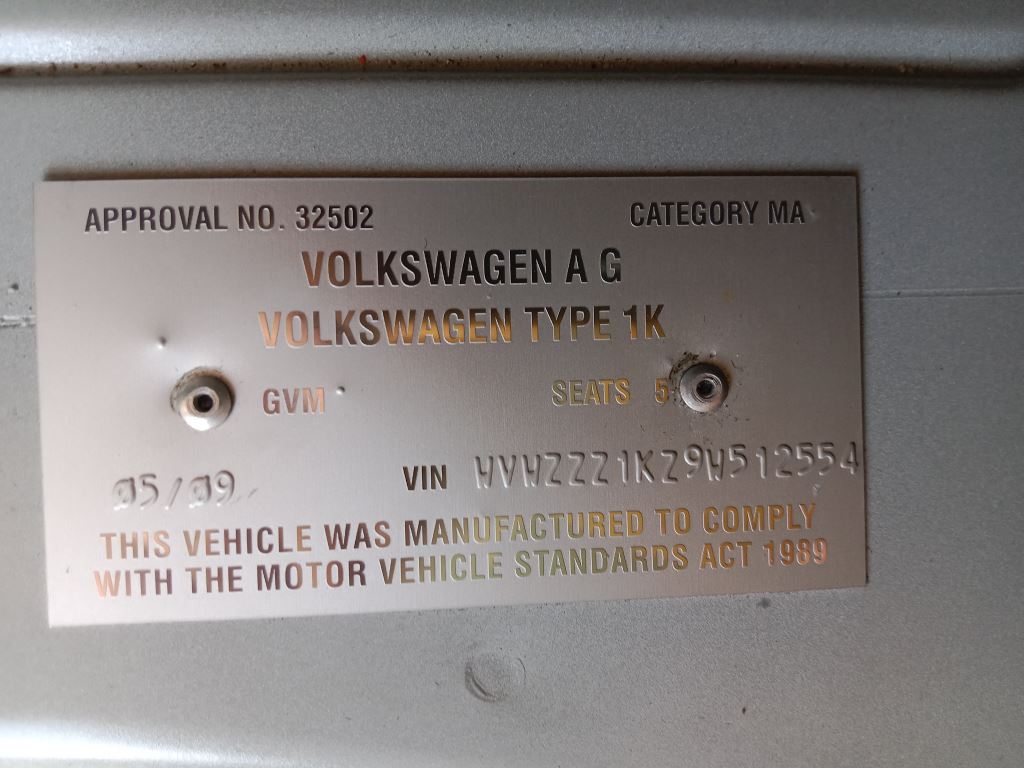 APPROVAL NO. 32502 CATEGORY MA
VOLKSWAGEN A G
VOLKSWAGEN TYPE 1K
GVM SEATS 5
05/09 VIN WVWZZZ1KZ9W512554
THIS VEHICLE WAS MANUFACTURED TO COMPLY
WITH THE MOTOR VEHICLE STANDARDS ACT 1989